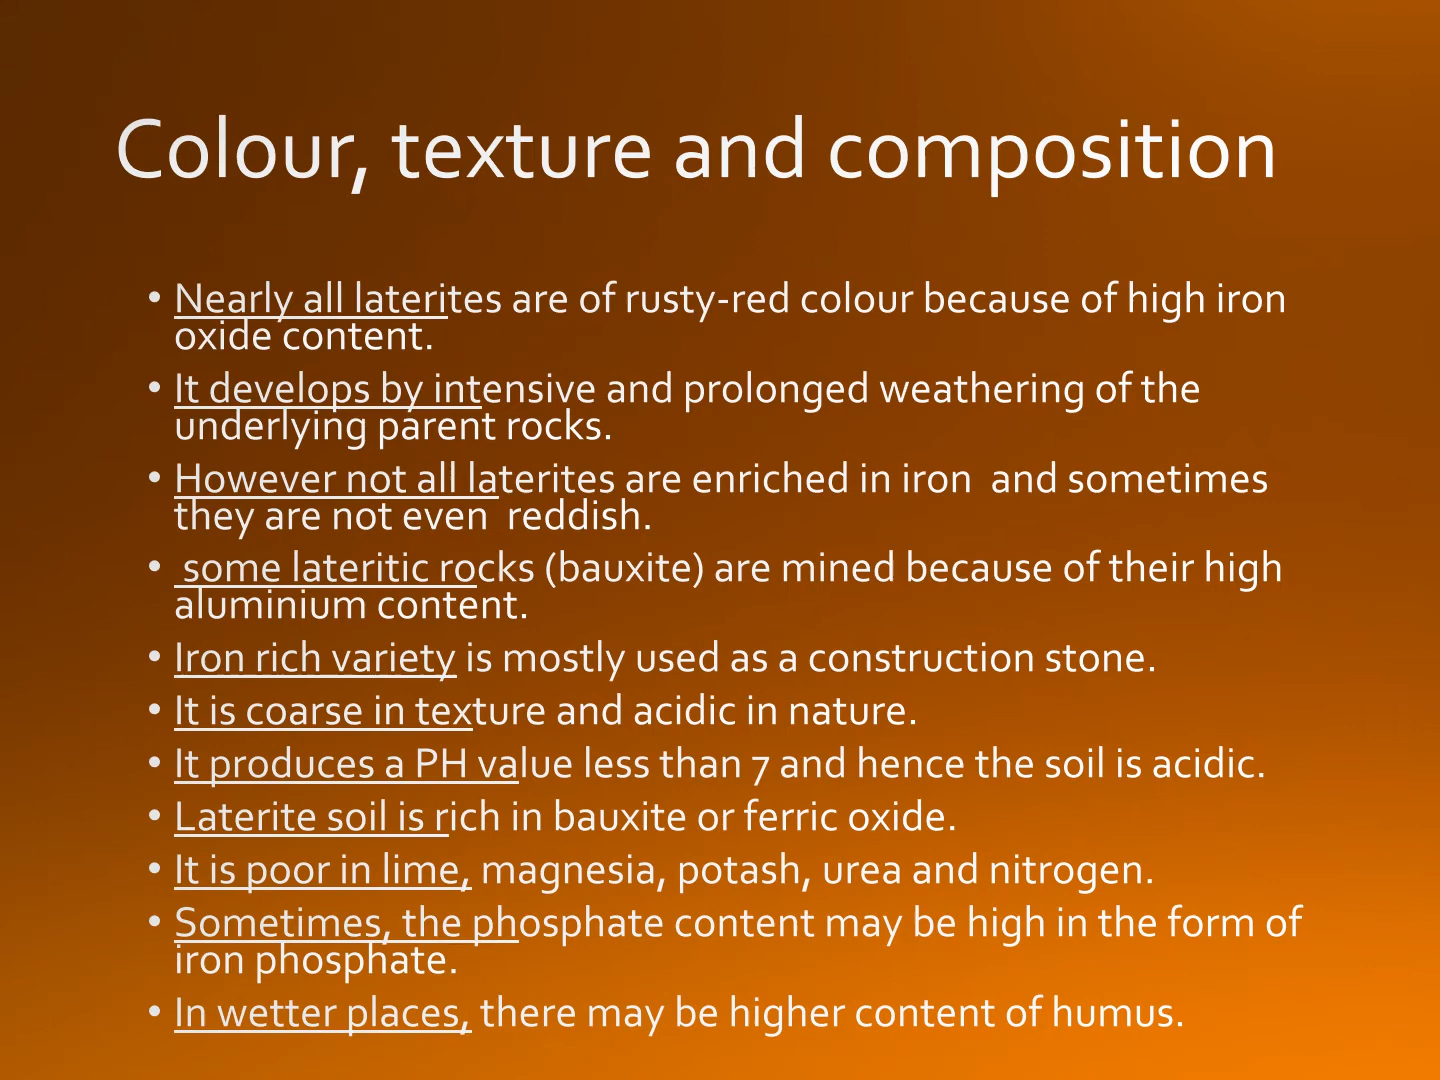 Colour, texture and composition
• Nearly all laterites are of rusty-red colour because of high iron
oxide content.
• It develops by intensive and prolonged weathering of the
underlying parent rocks.
• However not all laterites are enriched in iron  and sometimes
they are not even  reddish.
•  some lateritic rocks (bauxite) are mined because of their high
aluminium content.
• Iron rich variety is mostly used as a construction stone.
• It is coarse in texture and acidic in nature.
• It produces a PH value less than 7 and hence the soil is acidic.
• Laterite soil is rich in bauxite or ferric oxide.
• It is poor in lime, magnesia, potash, urea and nitrogen.
• Sometimes, the phosphate content may be high in the form of
iron phosphate.
• In wetter places, there may be higher content of humus.